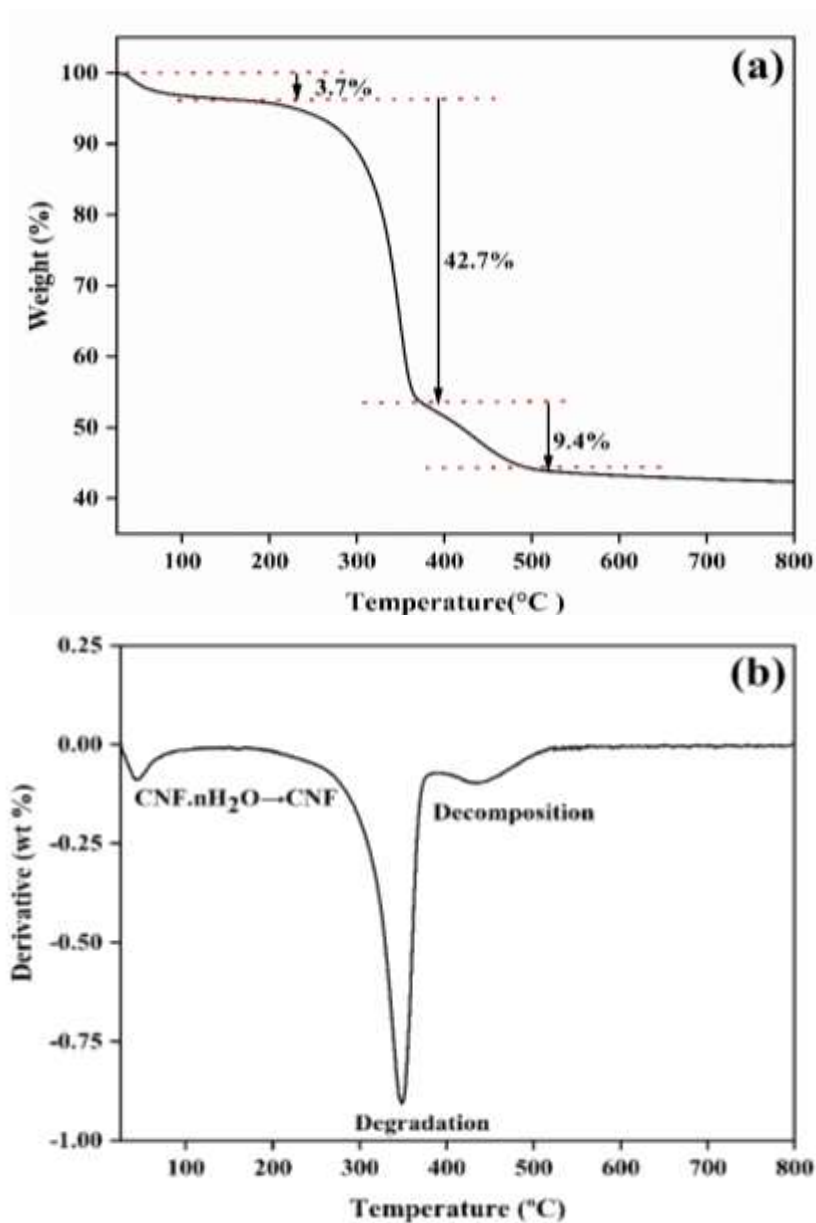 (a)
100
90
80
70
60
50
40
Weight (%)
3.7%
42.7%
9.4%
100 200 300 400 500 600 700 800
Temperature(°C )
(b)
0.25
0.00
-0.25
-0.50
-0.75
-1.00
Derivative (wt %)
CNF.nH₂O→CNF
Decomposition
Degradation
100 200 300 400 500 600 700 800
Temperature (ºC)